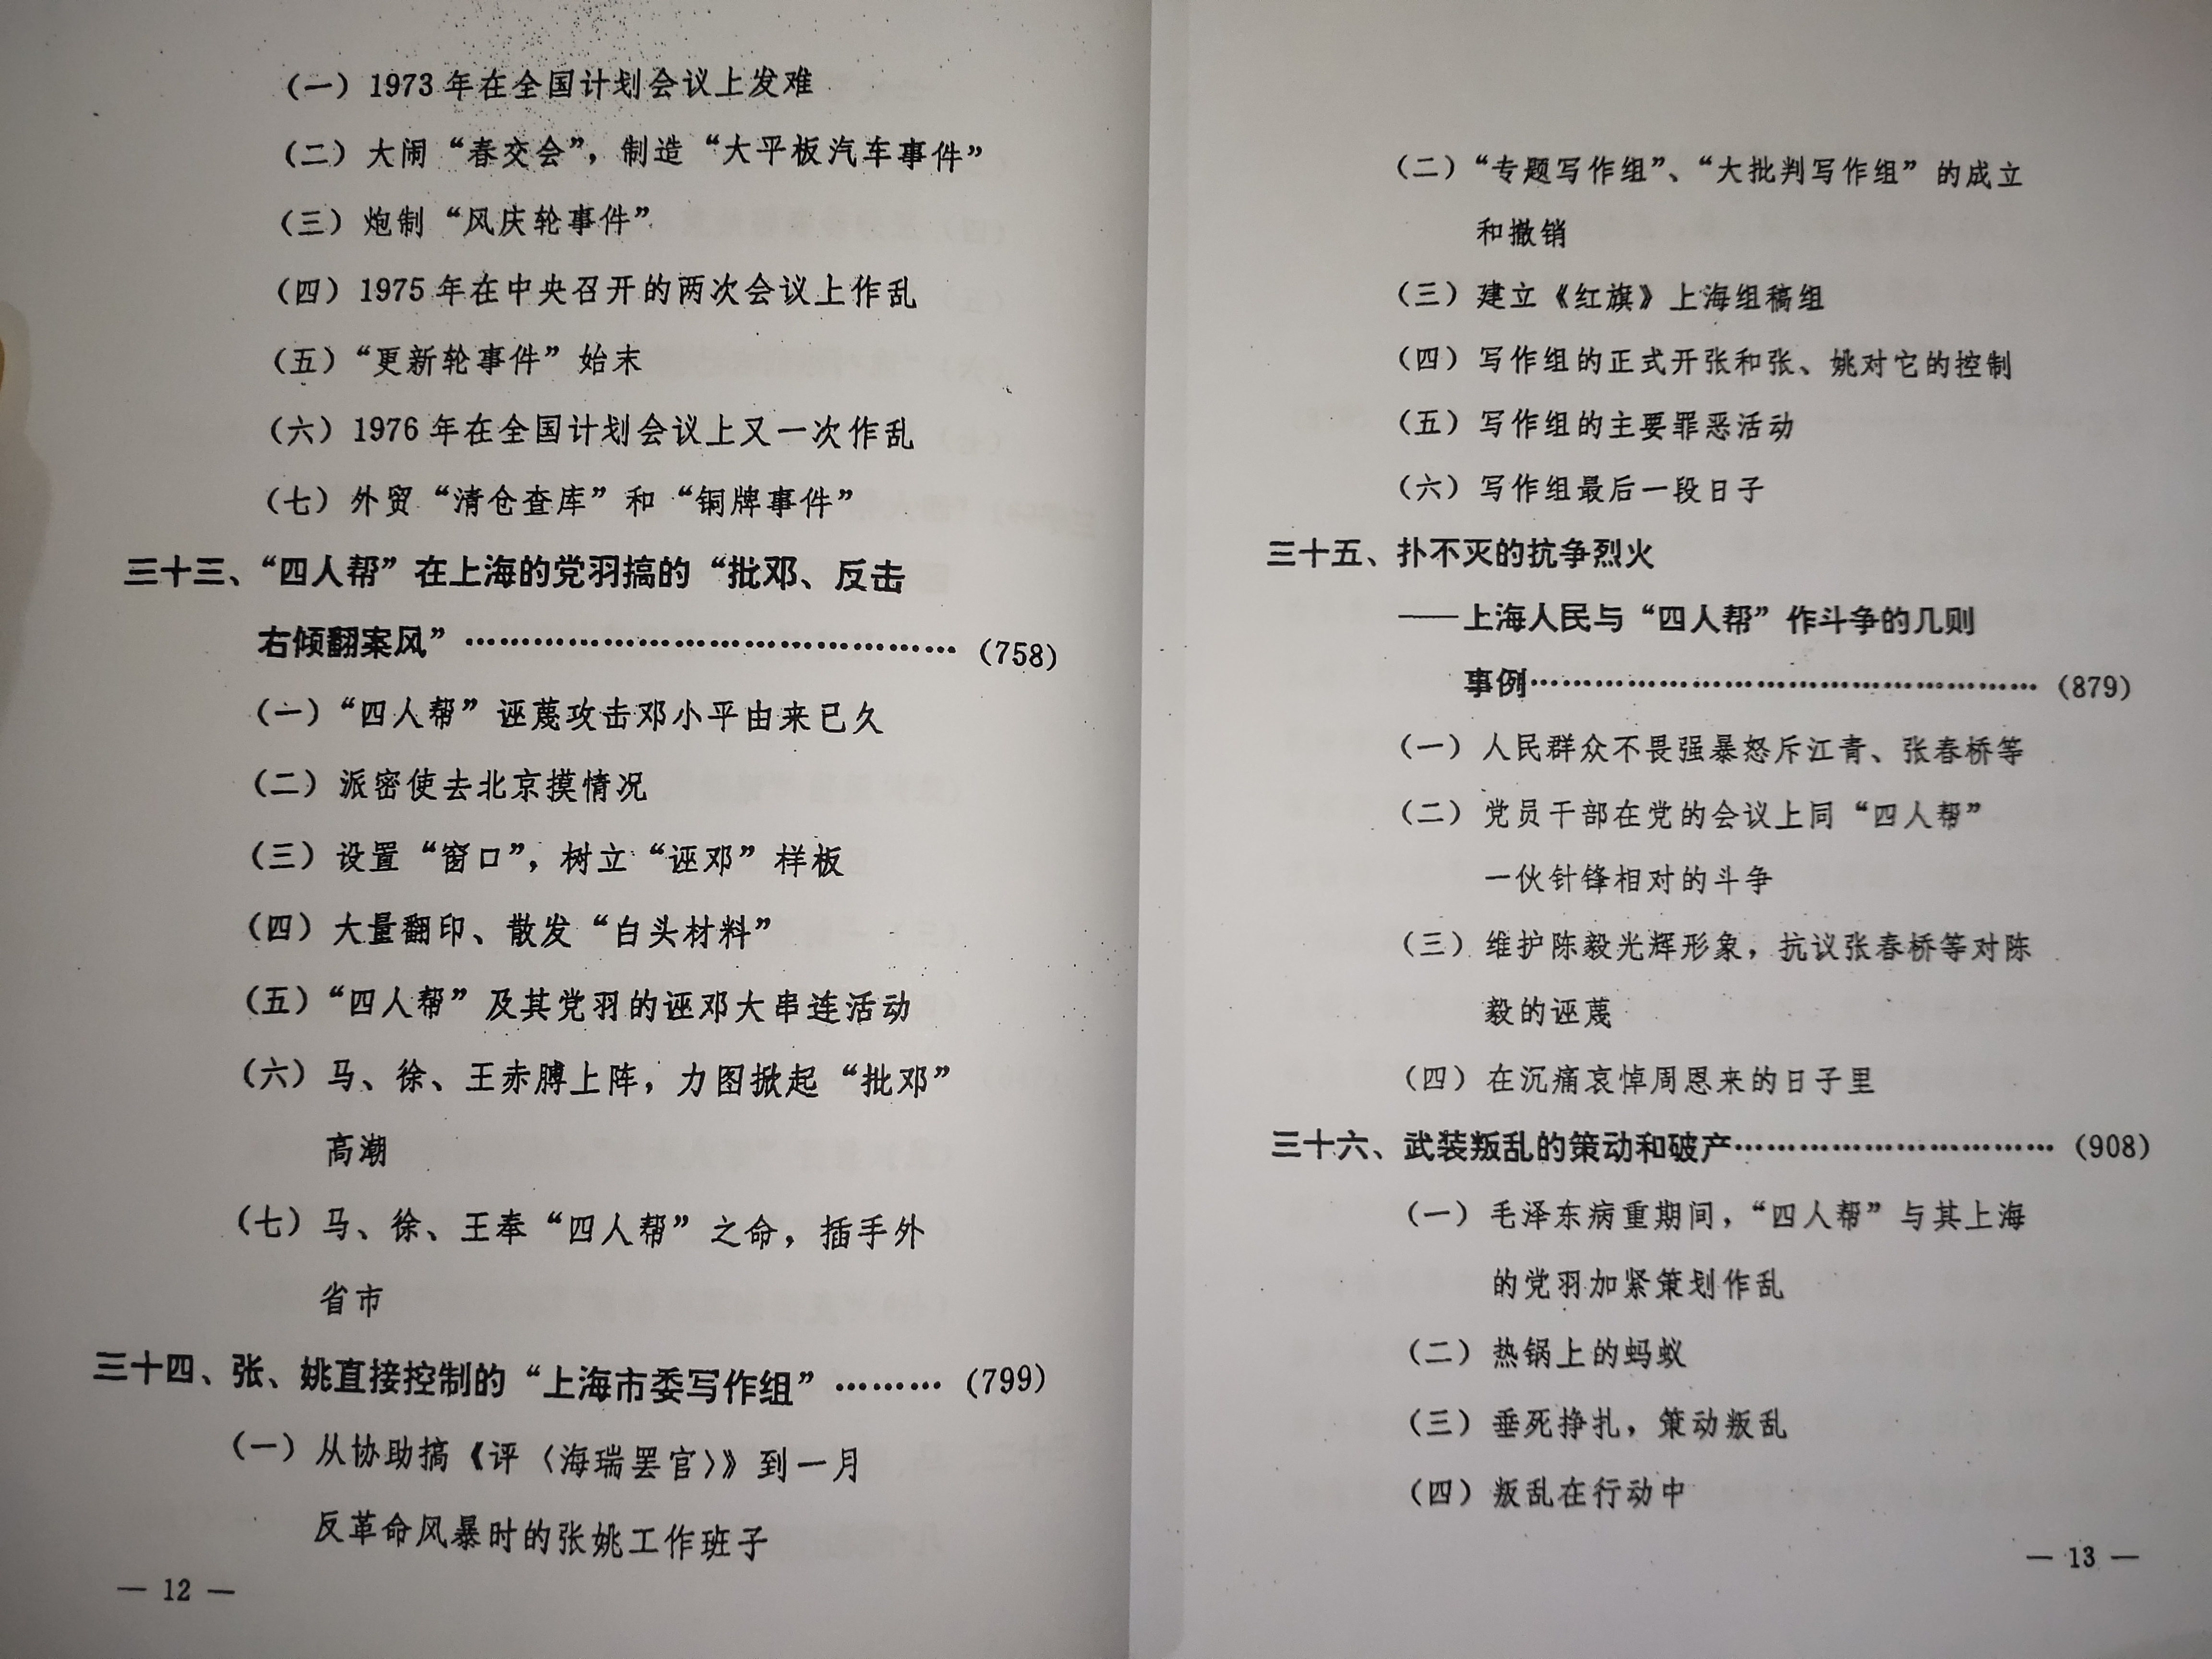 （一）1973年在全国计划会议上发难
（二）大闹“春交会”，制造“大平板汽车事件”
（三）炮制“风庆轮事件”
（四）1975年在中央召开的两次会议上作乱
（五）“更新轮事件”始末
（六）1976年在全国计划会议上又一次作乱
（七）外贸“清仓查库”和“铜牌事件”
三十三、“四人帮”在上海的党羽搞的“批邓、反击
右倾翻案风”……………………………………（758）
（一）“四人帮”诬蔑攻击邓小平由来已久
（二）派密使去北京摸情况
（三）设置“窗口”，树立“诬邓”样板
（四）大量翻印、散发“白头材料”
（五）“四人帮”及其党羽的诬邓大串连活动
（六）马、徐、王赤膊上阵，力图掀起“批邓”
高潮
（七）马、徐、王奉“四人帮”之命，插手外
省市
三十四、张、姚直接控制的“上海市委写作组”………（799）
（一）从协助搞《评〈海瑞罢官〉》到一月
反革命风暴时的张姚工作班子
— 12 —
（二）“专题写作组”、“大批判写作组”的成立
和撤销
（三）建立《红旗》上海组稿组
（四）写作组的正式开张和张、姚对它的控制
（五）写作组的主要罪恶活动
（六）写作组最后一段日子
三十五、扑不灭的抗争烈火
——上海人民与“四人帮”作斗争的几则
事例………………………………………（879）
（一）人民群众不畏强暴怒斥江青、张春桥等
（二）党员干部在党的会议上同“四人帮”
一伙针锋相对的斗争
（三）维护陈毅光辉形象，抗议张春桥等对陈
毅的诬蔑
（四）在沉痛哀悼周恩来的日子里
三十六、武装叛乱的策动和破产…………………………（908）
（一）毛泽东病重期间，“四人帮”与其上海
的党羽加紧策划作乱
（二）热锅上的蚂蚁
（三）垂死挣扎，策动叛乱
（四）叛乱在行动中
— 13 —